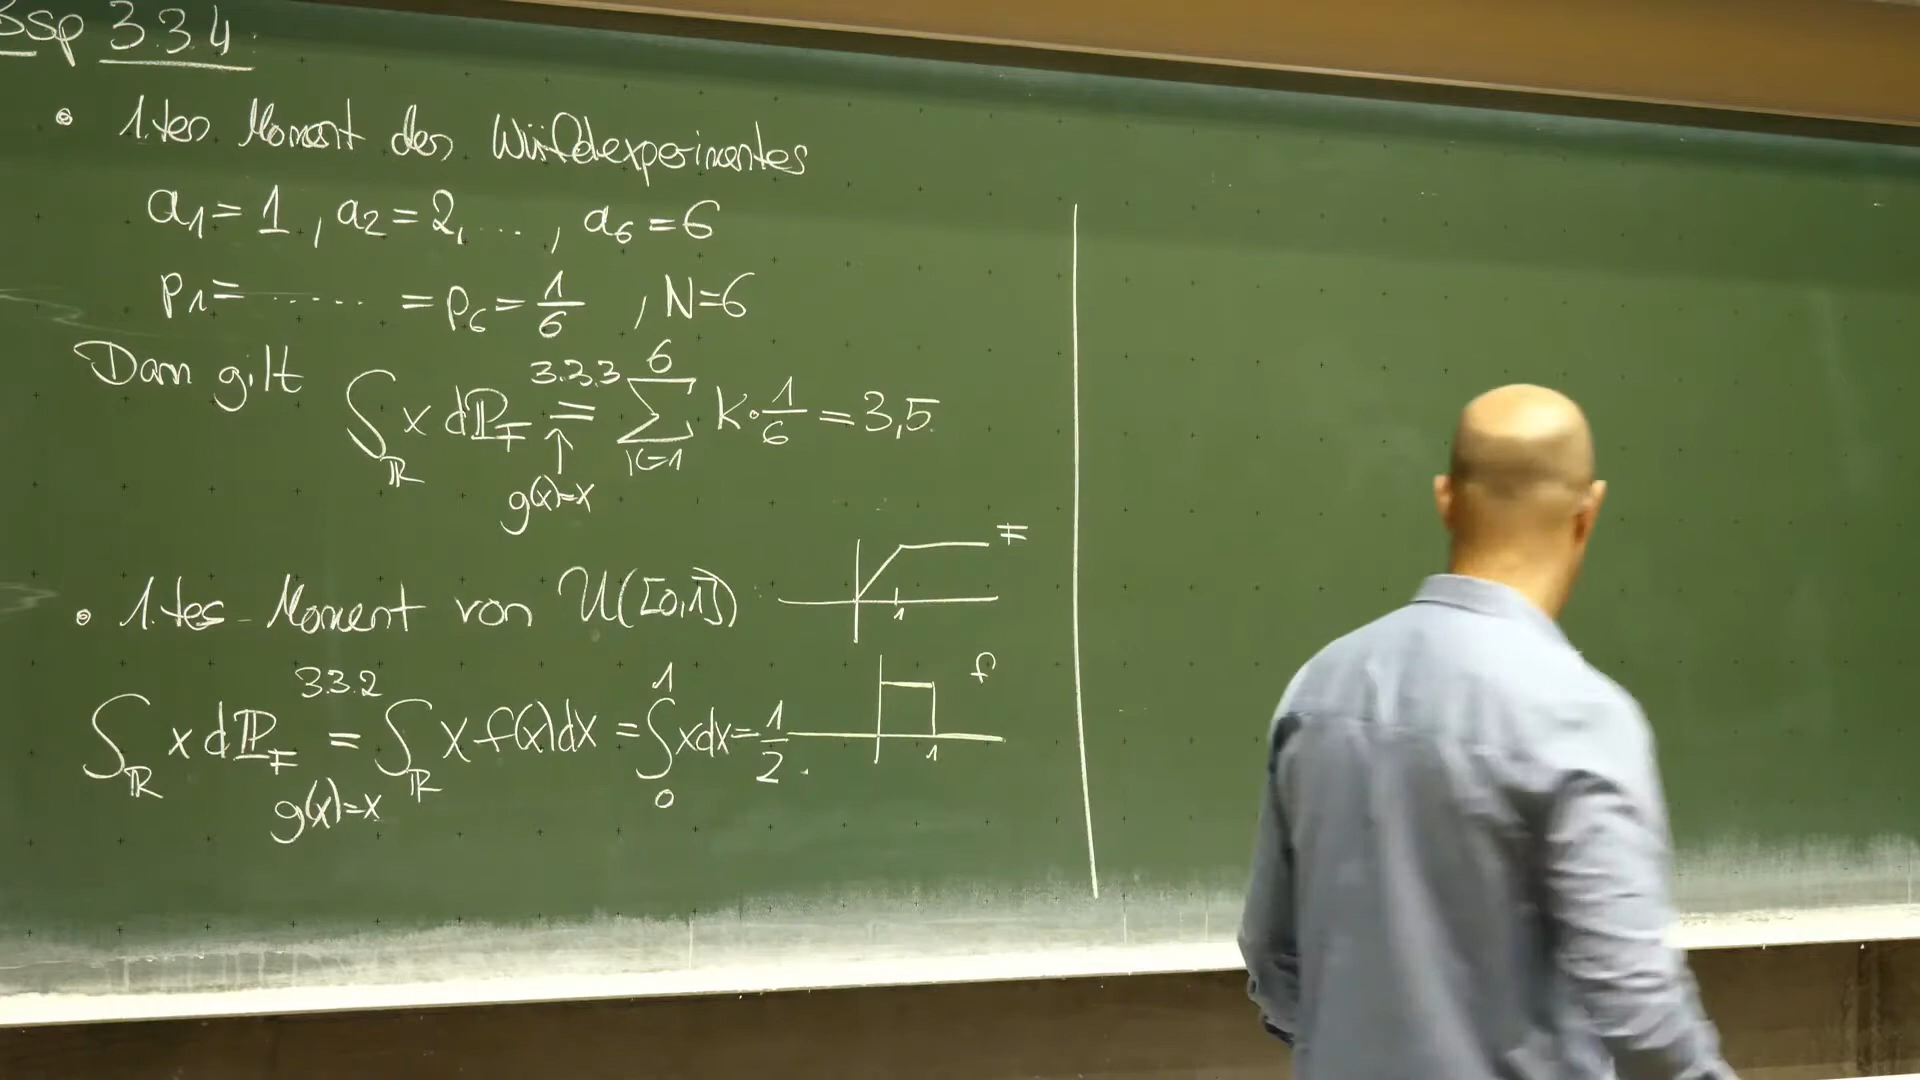 Bsp 3.3.4:
• 1.tes Moment des Würfelexperimentes
a₁ = 1, a₂ = 2, ..., a₆ = 6
p₁ = ...... = p₆ = 1/6, N=6
Dann gilt ∫_ℝ x dℙ_F = ∑_{k=1}^{6} k · 1/6 = 3,5.
3.3.3
↑
g(x)=x
F
1
• 1.tes Moment von U([0,1])
3.3.2
∫_ℝ x dℙ_F = ∫_ℝ x f(x)dx = ∫_0^1 x dx = 1/2.
g(x)=x
f
1